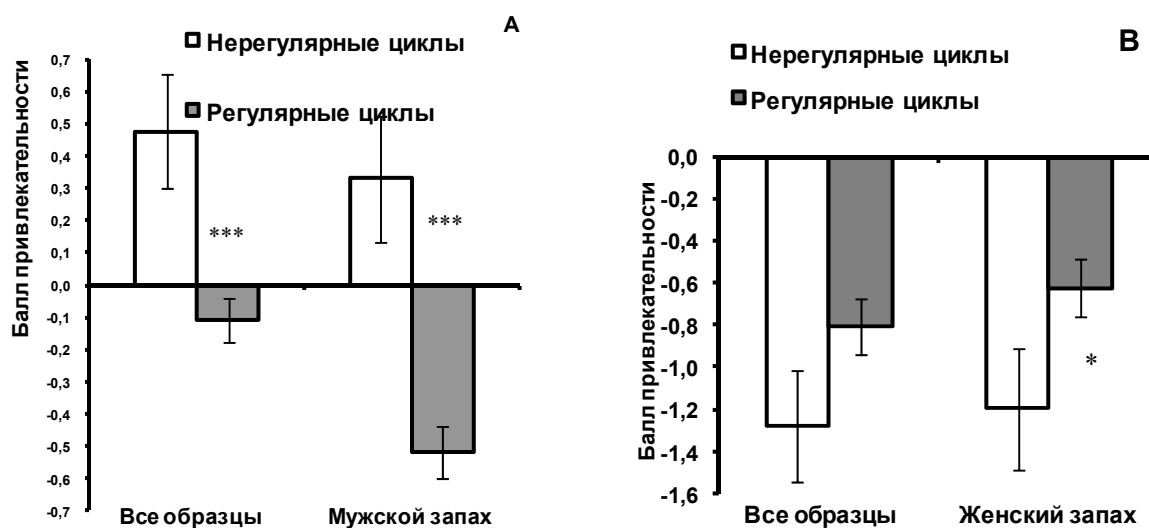 A
Нерегулярные циклы
Регулярные циклы
Балл привлекательности
0,7
0,6
0,5
0,4
0,3
0,2
0,1
0,0
-0,1
-0,2
-0,3
-0,4
-0,5
-0,6
-0,7
***
***
Все образцы
Мужской запах
B
Нерегулярные циклы
Регулярные циклы
Балл привлекательности
0,0
-0,2
-0,4
-0,6
-0,8
-1,0
-1,2
-1,4
-1,6
*
Все образцы
Женский запах